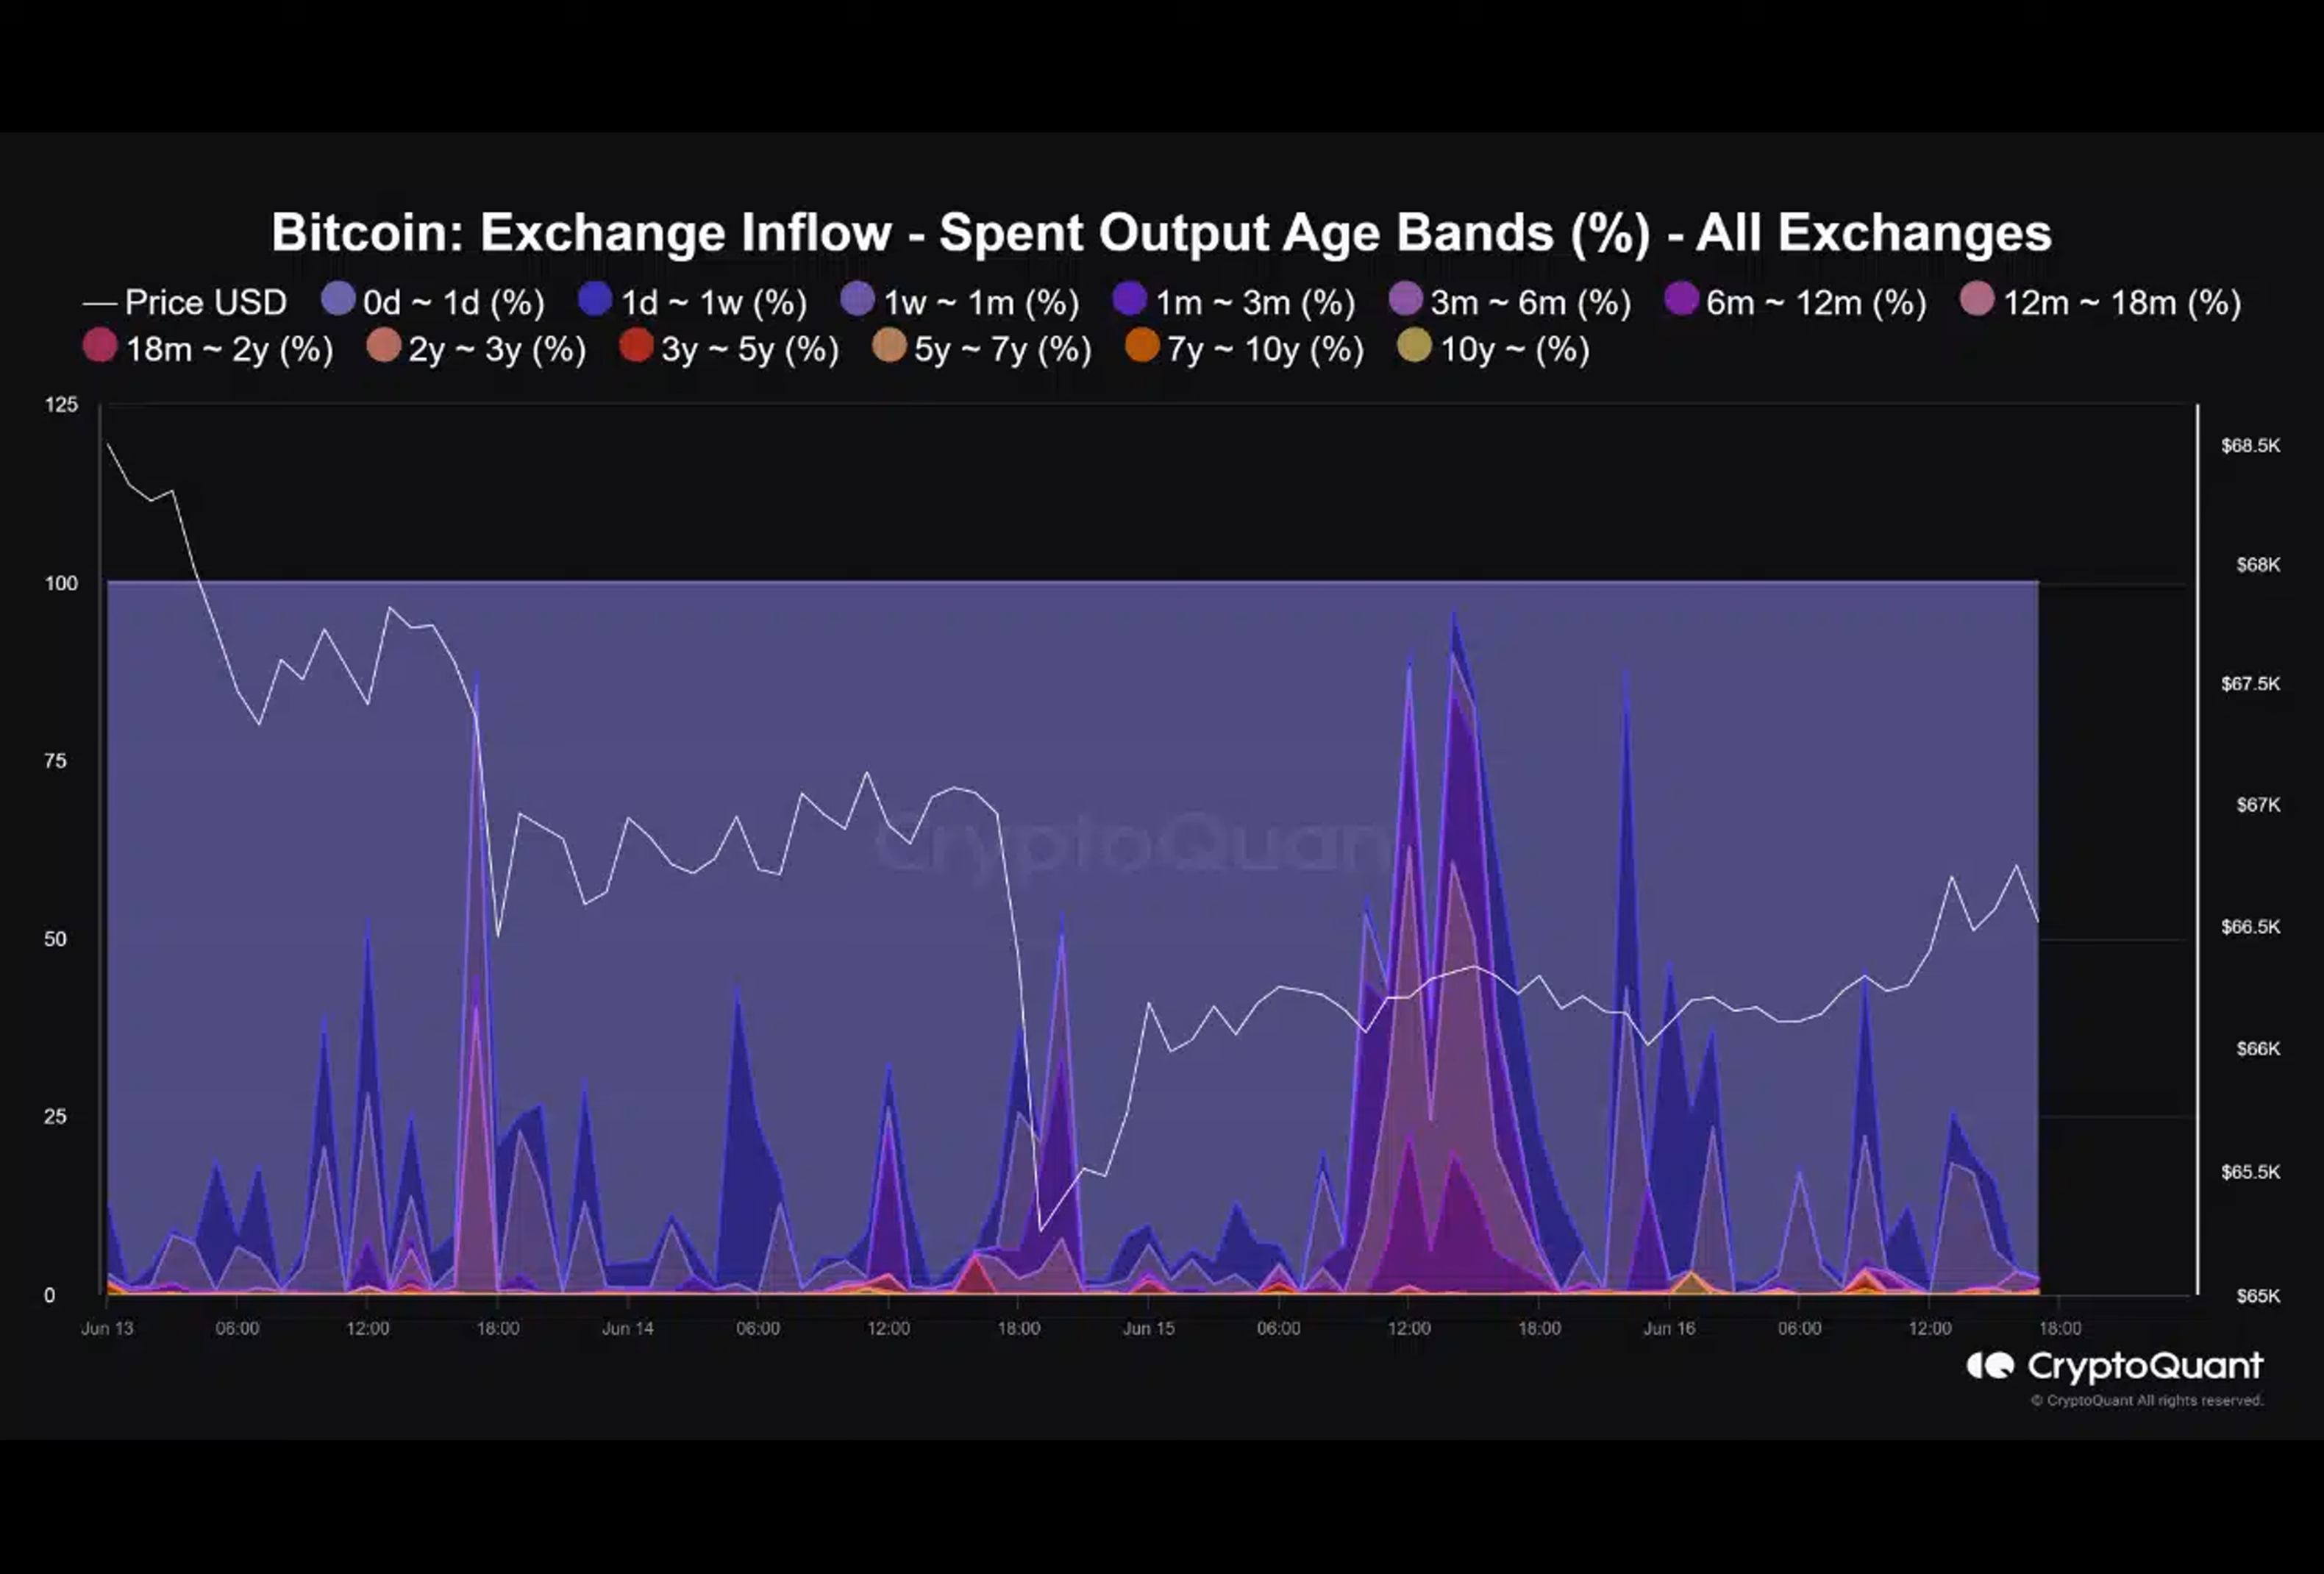 Bitcoin: Exchange Inflow - Spent Output Age Bands (%) - All Exchanges
Price USD 0d ~ 1d (%) 1d ~ 1w (%) 1w ~ 1m (%) 1m ~ 3m (%) 3m ~ 6m (%) 6m ~ 12m (%) 12m ~ 18m (%)
18m ~ 2y (%) 2y ~ 3y (%) 3y ~ 5y (%) 5y ~ 7y (%) 7y ~ 10y (%) 10y ~ (%)
125
$68.5K
$68K
100
$67.5K
75
$67K
CryptoQuan
50
$66.5K
$66K
25
$65.5K
0
$65K
Jun 13 06:00 12:00 18:00 Jun 14 06:00 12:00 18:00 Jun 15 06:00 12:00 18:00 Jun 16 06:00 12:00 18:00
CryptoQuant
© CryptoQuant All rights reserved.